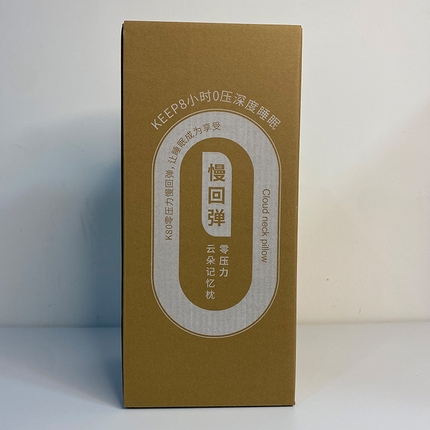 KEEP8小时0压深度睡眠
K80零压力慢回弹，让睡眠成为享受
慢回弹
零压力
云朵记忆枕
Cloud neck pillow